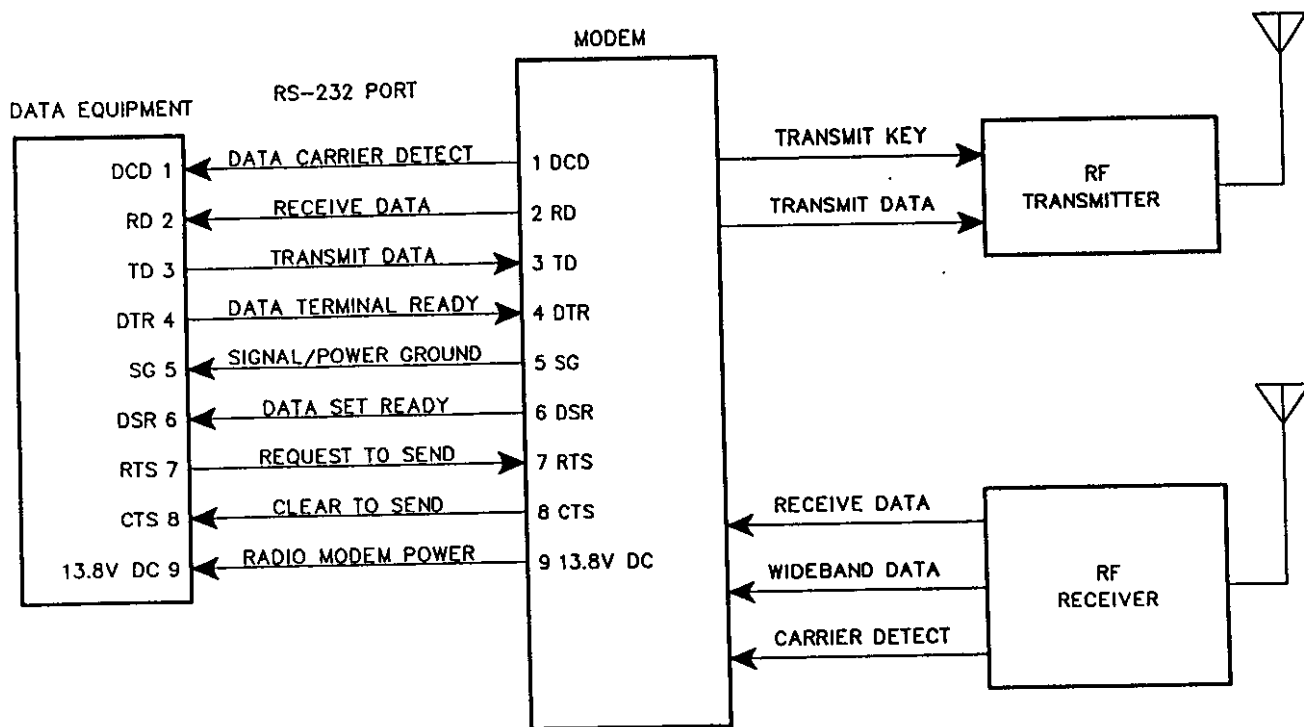 MODEM
RS-232 PORT
DATA EQUIPMENT
DCD 1
DATA CARRIER DETECT
1 DCD
RD 2
RECEIVE DATA
2 RD
TD 3
TRANSMIT DATA
3 TD
DTR 4
DATA TERMINAL READY
4 DTR
SG 5
SIGNAL/POWER GROUND
5 SG
DSR 6
DATA SET READY
6 DSR
RTS 7
REQUEST TO SEND
7 RTS
CTS 8
CLEAR TO SEND
8 CTS
13.8V DC 9
RADIO MODEM POWER
9 13.8V DC
TRANSMIT KEY
TRANSMIT DATA
RF
TRANSMITTER
RECEIVE DATA
WIDEBAND DATA
CARRIER DETECT
RF
RECEIVER